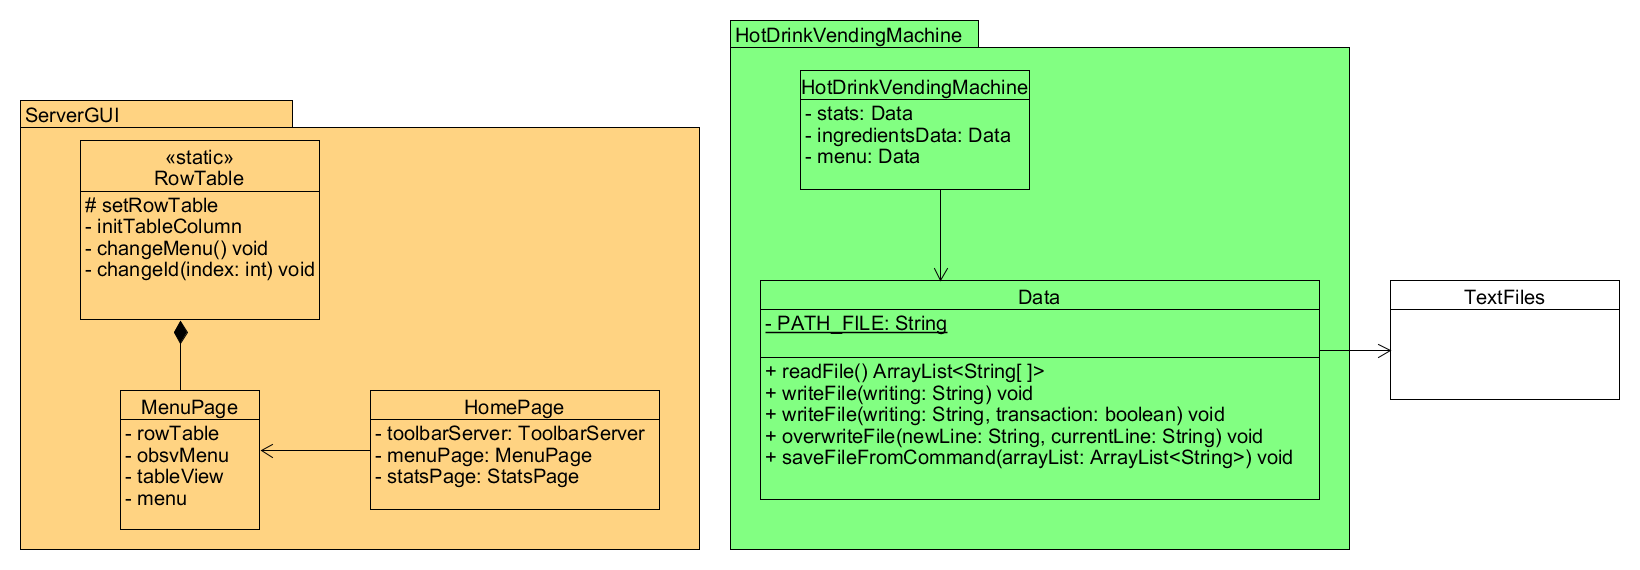 ServerGUI
«static»
RowTable
# setRowTable
- initTableColumn
- changeMenu() void
- changeId(index: int) void
MenuPage
- rowTable
- obsvMenu
- tableView
- menu
HomePage
- toolbarServer: ToolbarServer
- menuPage: MenuPage
- statsPage: StatsPage
HotDrinkVendingMachine
HotDrinkVendingMachine
- stats: Data
- ingredientsData: Data
- menu: Data
Data
- PATH_FILE: String
+ readFile() ArrayList<String[ ]>
+ writeFile(writing: String) void
+ writeFile(writing: String, transaction: boolean) void
+ overwriteFile(newLine: String, currentLine: String) void
+ saveFileFromCommand(arrayList: ArrayList<String>) void
TextFiles